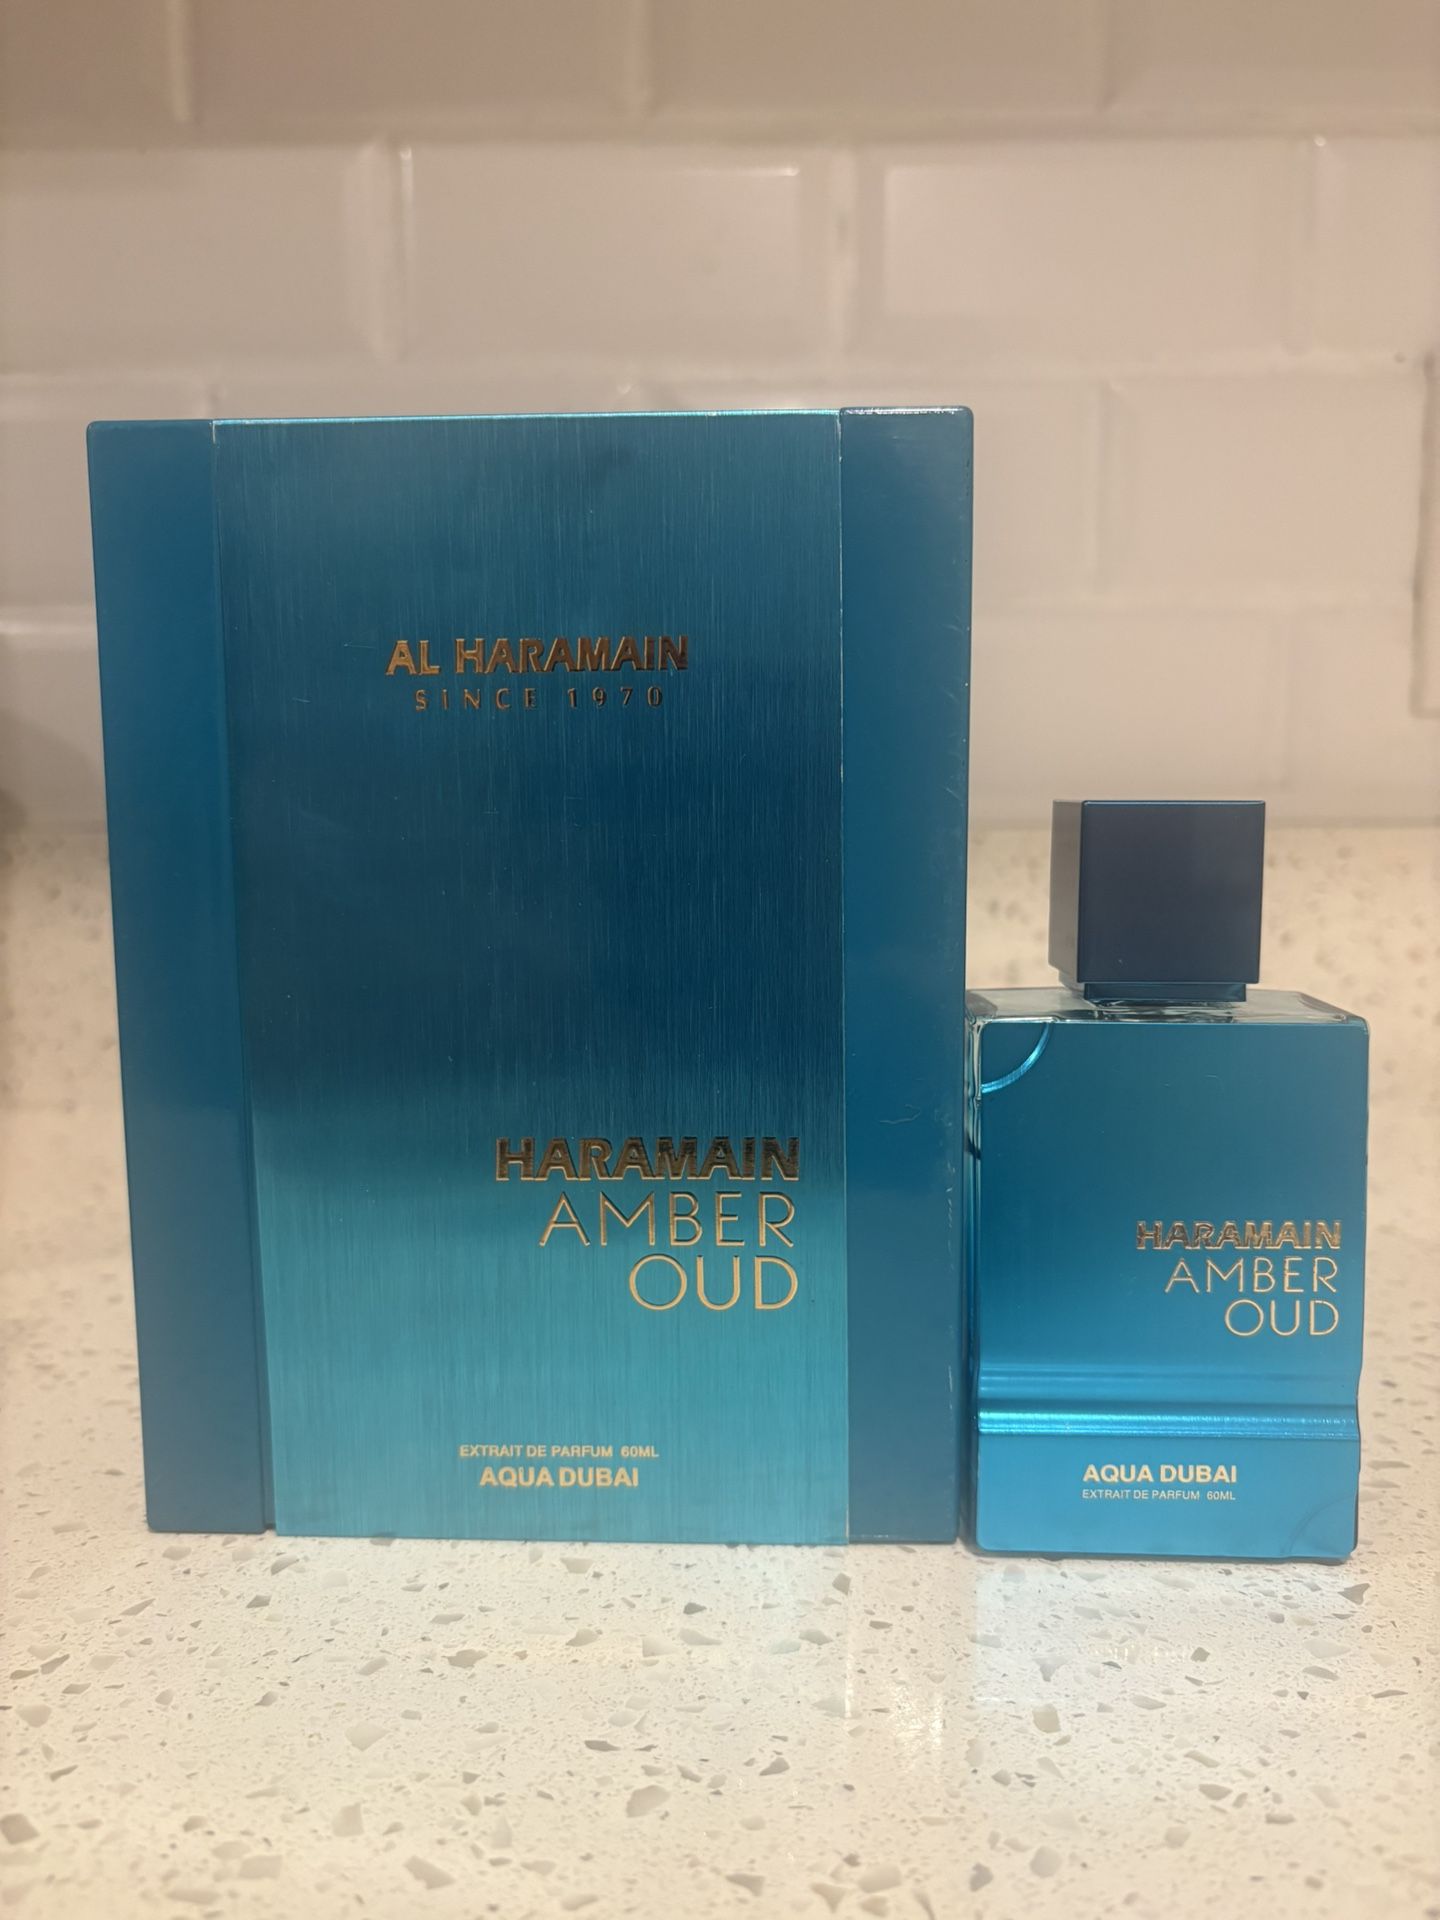 AL HARAMAIN
SINCE 1970
HARAMAIN
AMBER
OUD
EXTRAIT DE PARFUM 60ML
AQUA DUBAI
HARAMAIN
AMBER
OUD
AQUA DUBAI
EXTRAIT DE PARFUM 60ML